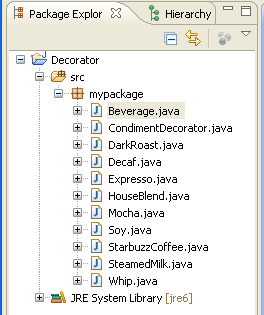 Package Explor
Hierarchy
Decorator
src
mypackage
Beverage.java
CondimentDecorator.java
DarkRoast.java
Decaf.java
Expresso.java
HouseBlend.java
Mocha.java
Soy.java
StarbuzzCoffee.java
SteamedMilk.java
Whip.java
JRE System Library [jre6]